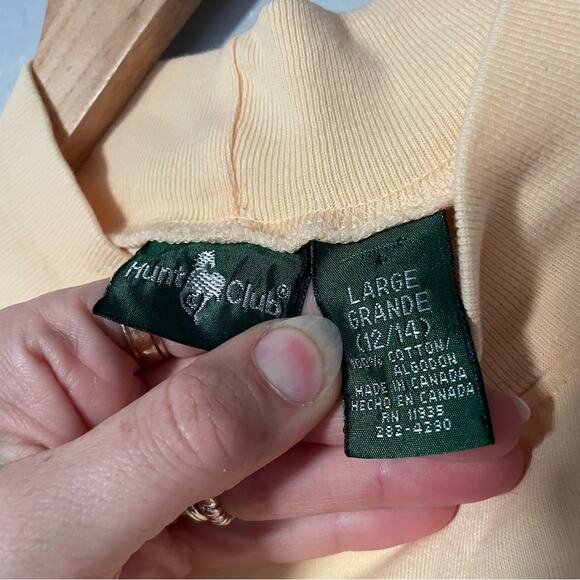 Hunt Club®
LARGE
GRANDE
(12/14)
100% COTTON/
ALGODON
MADE IN CANADA
HECHO EN CANADA
RN 11935
282-4230